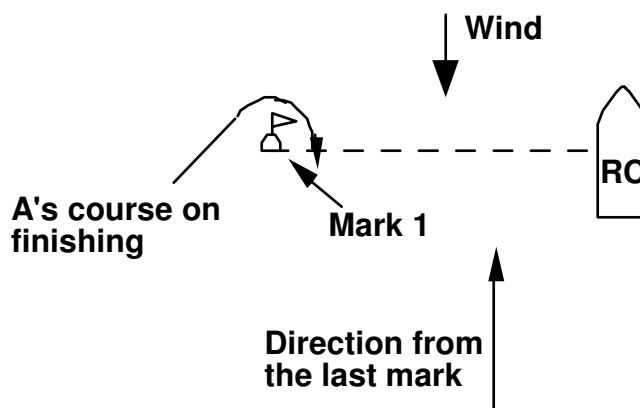 Wind
RC
A's course on
finishing
Mark 1
Direction from
the last mark